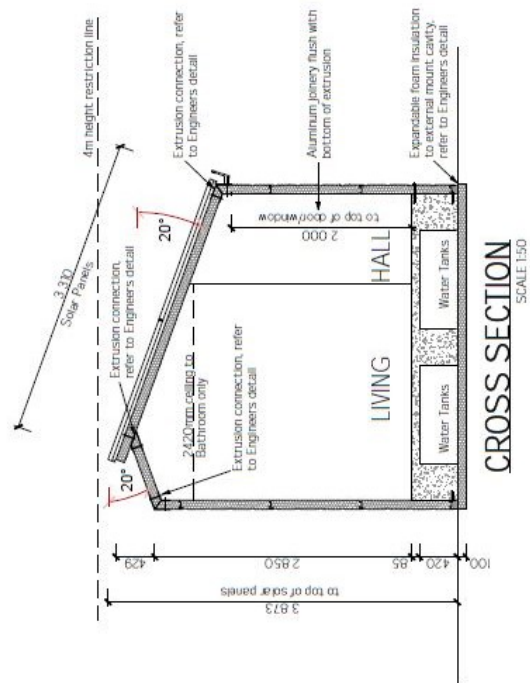 4m height restriction line
3 310
Solar Panels
Extrusion connection, refer
to Engineers detail
Extrusion connection,
refer to Engineers detail
20°
20°
2420mm ceiling to
Bathroom only
Extrusion connection, refer
to Engineers detail
Aluminum joinery flush with
bottom of extrusion
2 000
to top of door/window
LIVING
HALL
Expandable foam insulation
to external mount cavity,
refer to Engineers detail
Water Tanks
Water Tanks
429
2 850
85
420
100
3 873
to top of solar panels
CROSS SECTION
SCALE 1:50